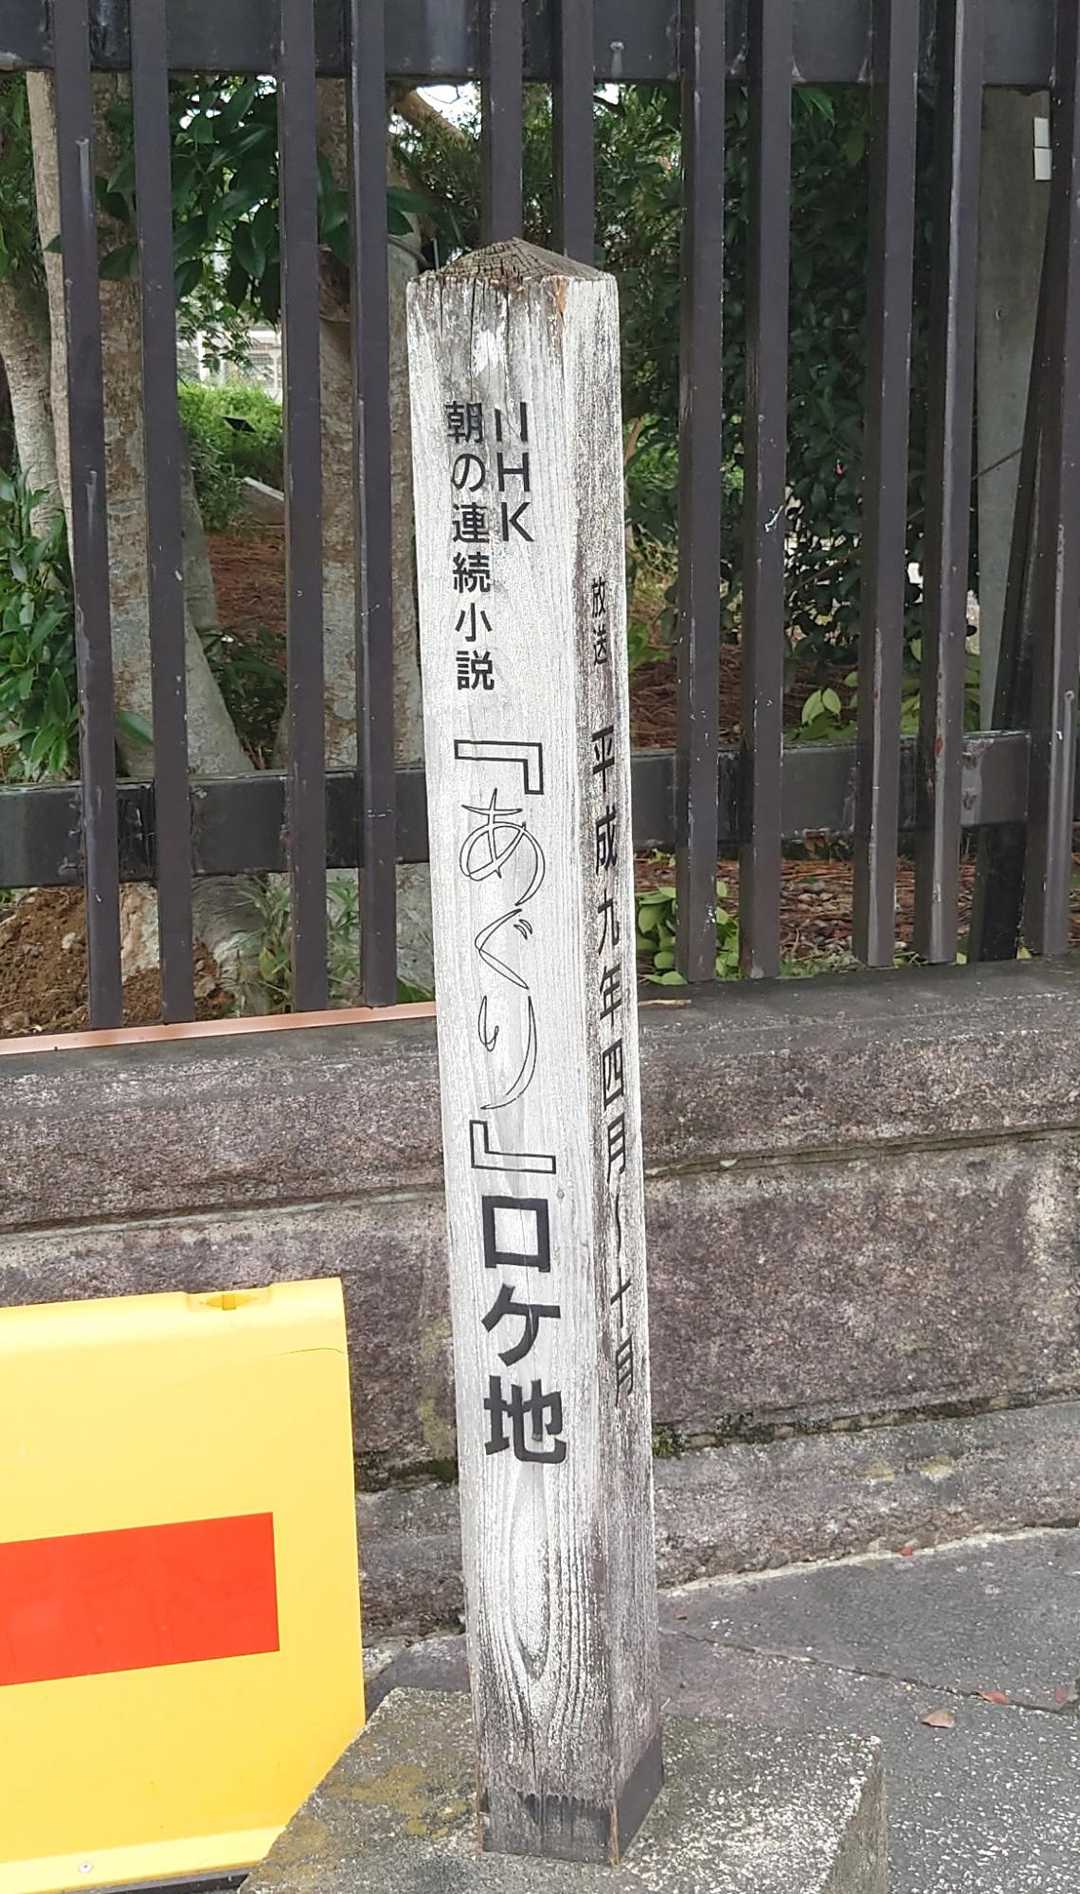 NHK
朝の連続小説
『あぐり』ロケ地
放送 平成九年四月～十月